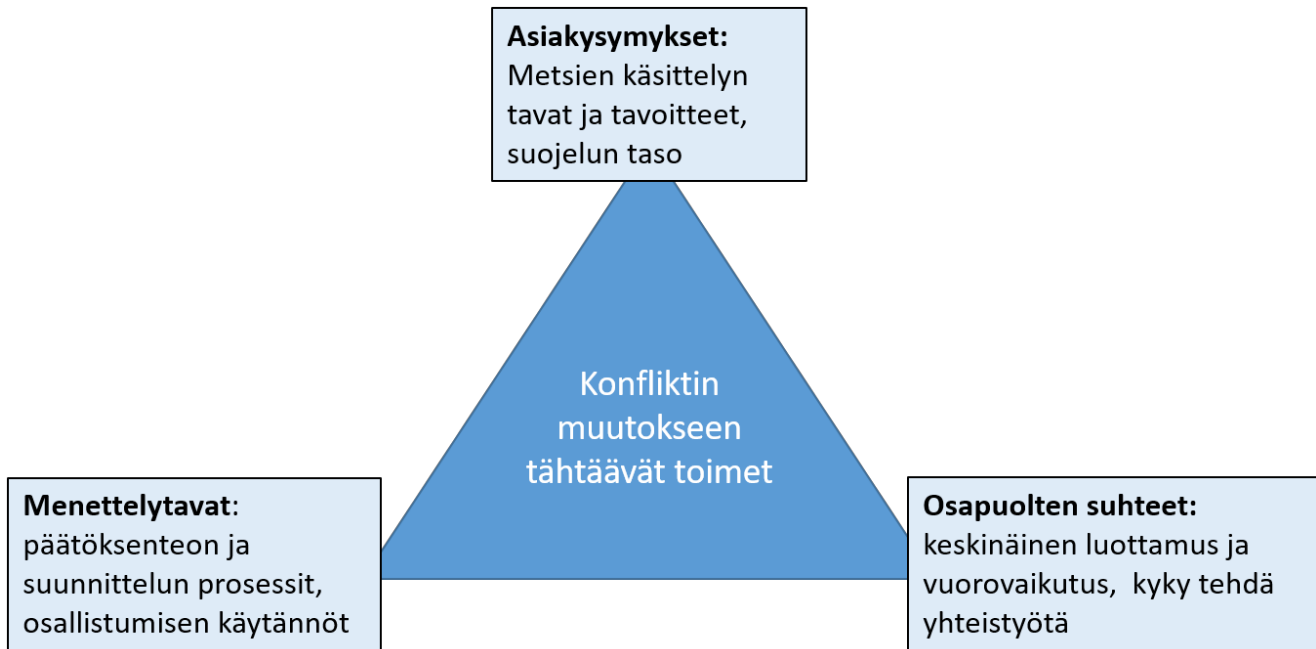 Asiakysymykset:
Metsien käsittelyn
tavat ja tavoitteet,
suojelun taso
Konfliktin
muutokseen
tähtäävät toimet
Menettelytavat:
päätöksenteon ja
suunnittelun prosessit,
osallistumisen käytännöt
Osapuolten suhteet:
keskinäinen luottamus ja
vuorovaikutus, kyky tehdä
yhteistyötä